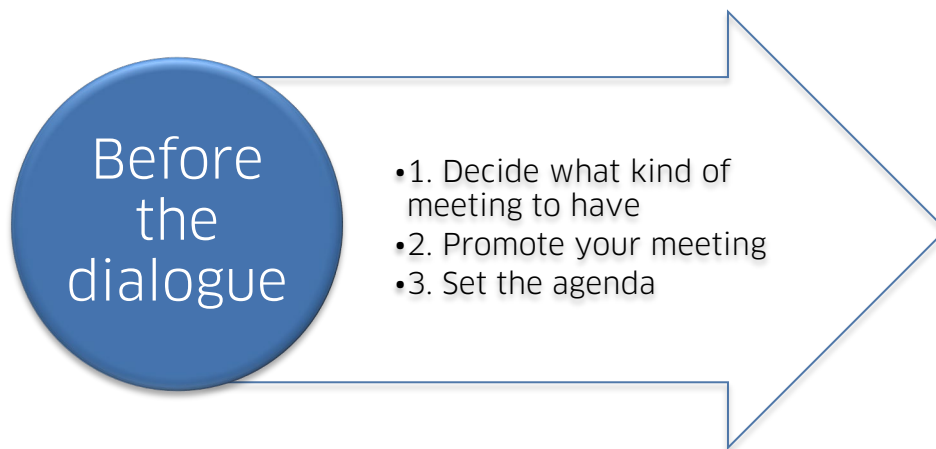 Before
the
dialogue
•1. Decide what kind of
meeting to have
•2. Promote your meeting
•3. Set the agenda